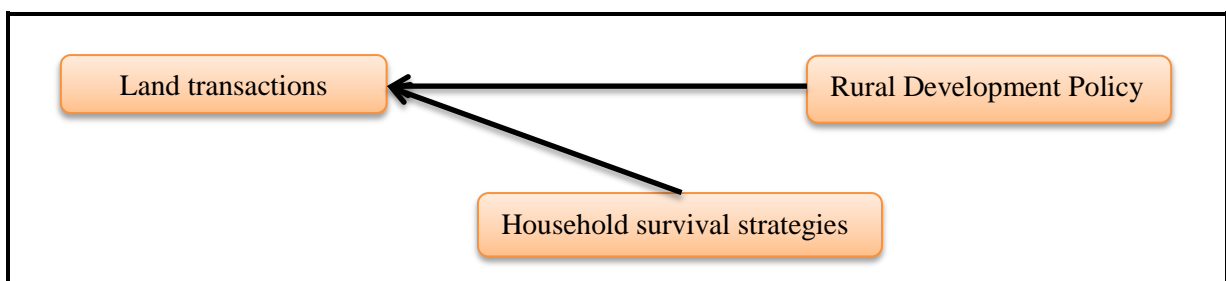 Land transactions
Rural Development Policy
Household survival strategies